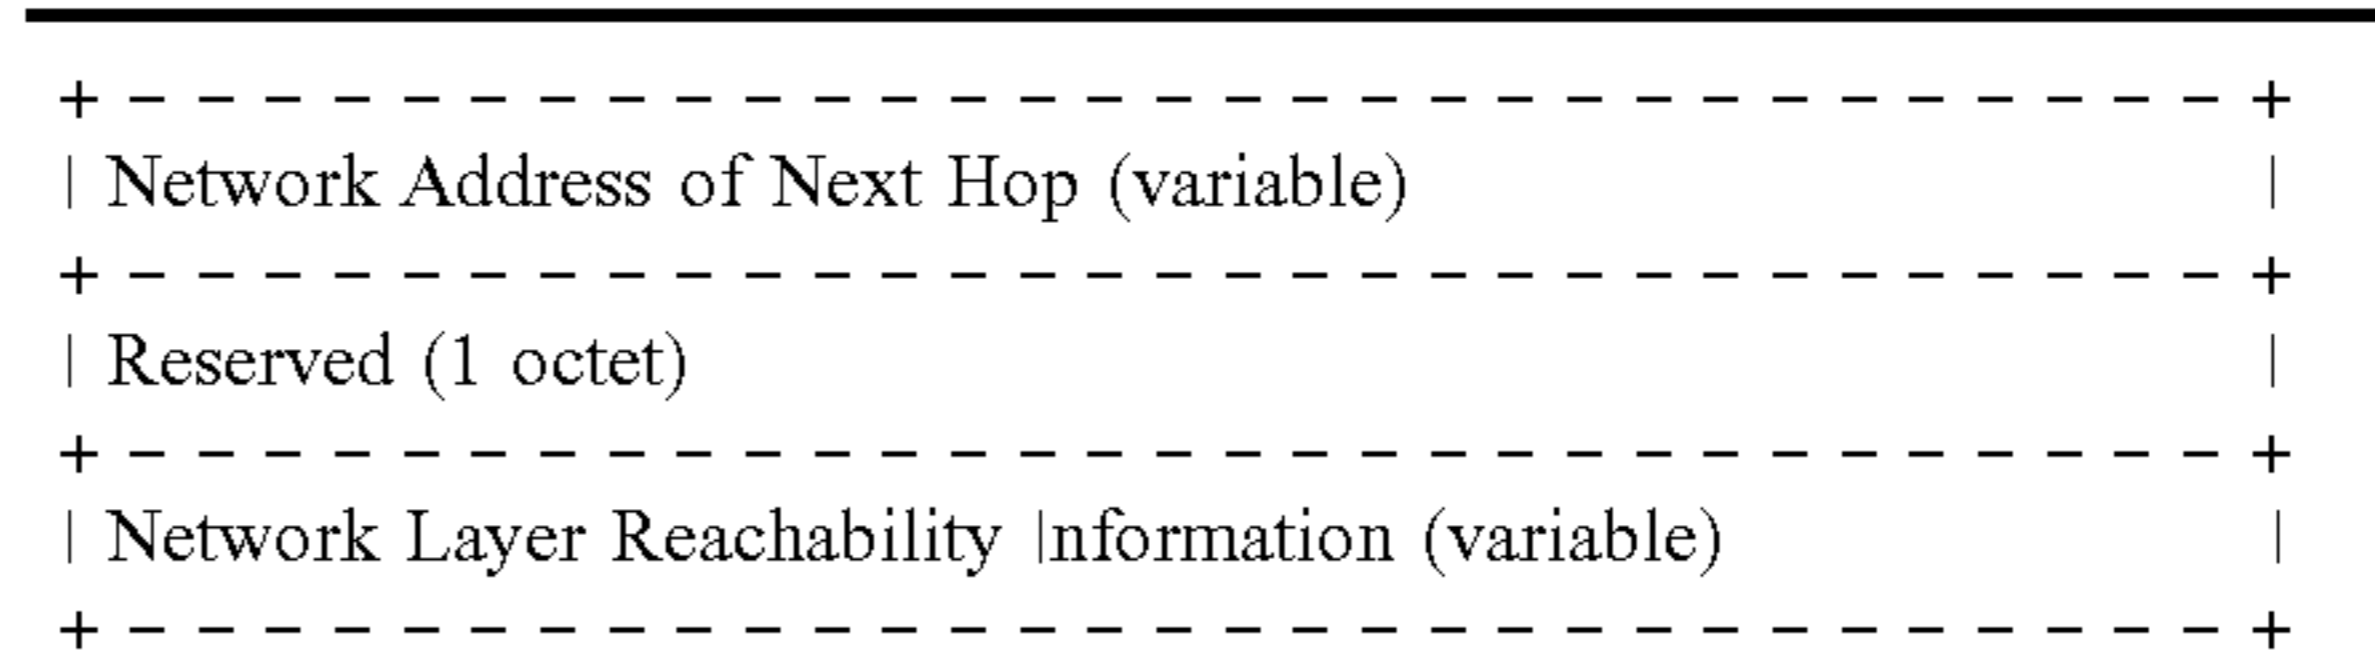 + - - - - - - - - - - - - - - - - - - - - - - - - - - - - - - - +
| Network Address of Next Hop (variable) |
+ - - - - - - - - - - - - - - - - - - - - - - - - - - - - - - - +
| Reserved (1 octet) |
+ - - - - - - - - - - - - - - - - - - - - - - - - - - - - - - - +
| Network Layer Reachability |nformation (variable) |
+ - - - - - - - - - - - - - - - - - - - - - - - - - - - - - - - +